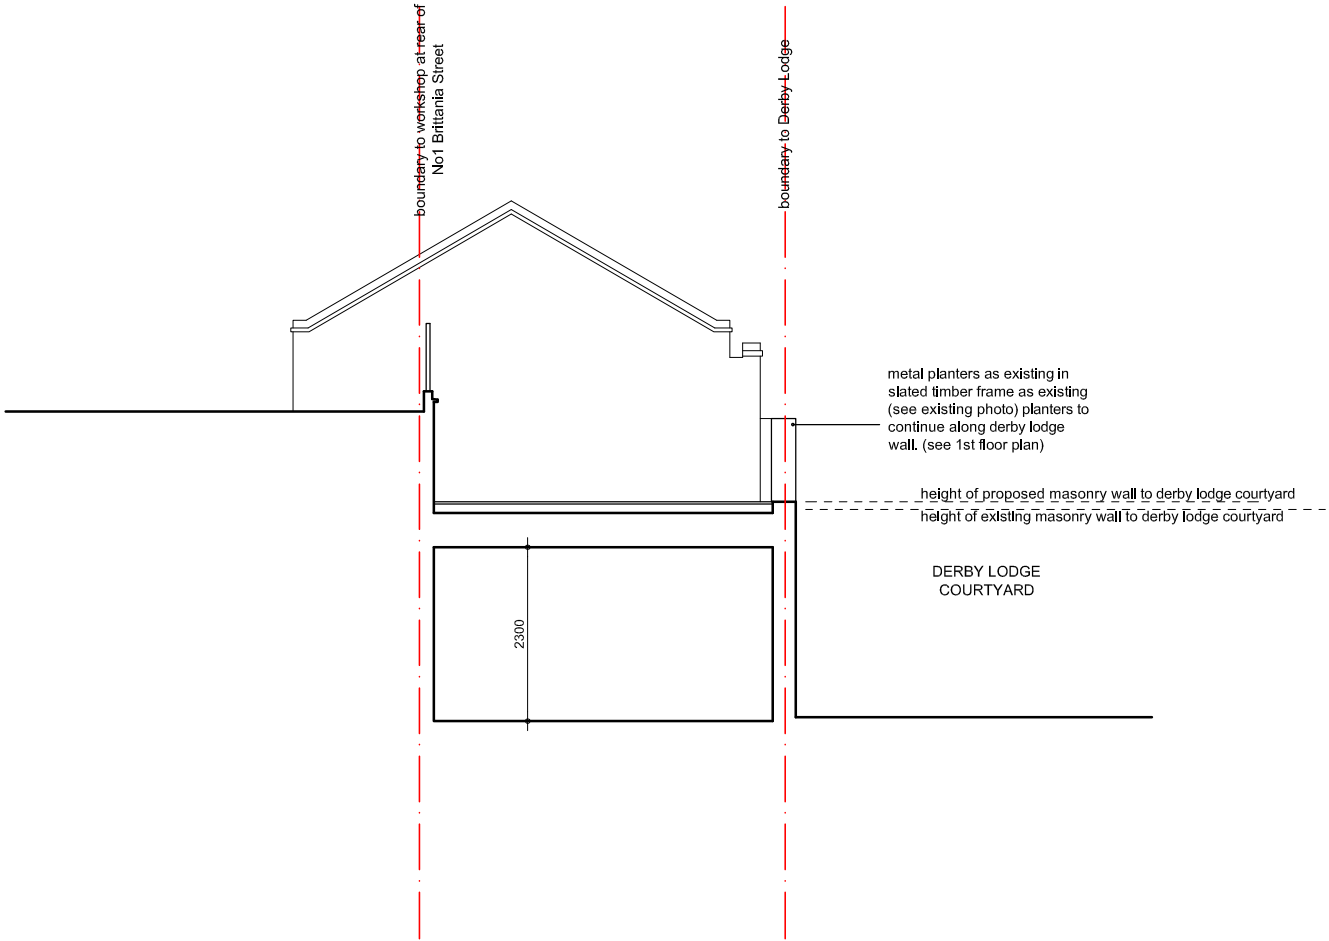 boundary to workshop at rear of
No1 Brittania Street
boundary to Derby Lodge
metal planters as existing in
slated timber frame as existing
(see existing photo) planters to
continue along derby lodge
wall. (see 1st floor plan)
height of proposed masonry wall to derby lodge courtyard
height of existing masonry wall to derby lodge courtyard
DERBY LODGE
COURTYARD
2300